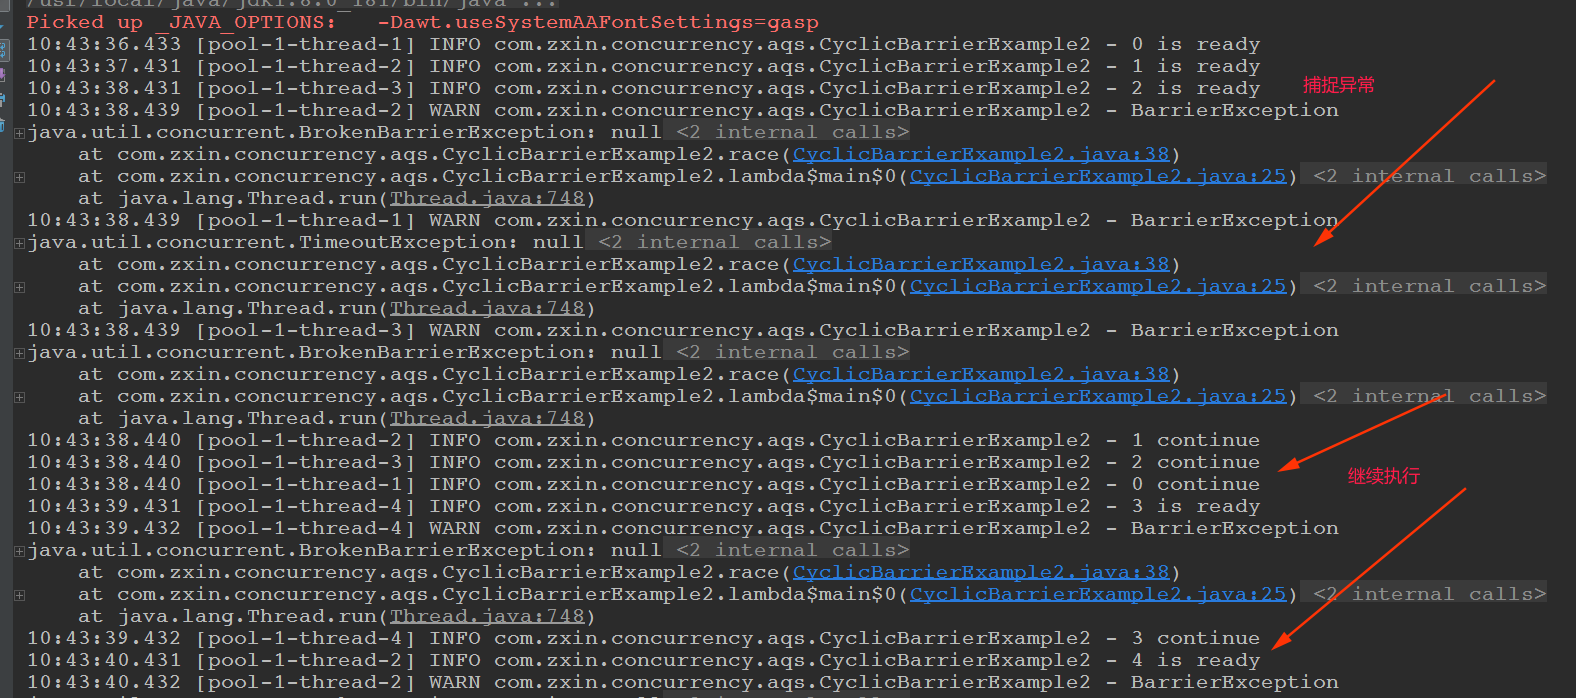 /usr/local/java/jdk1.8.0_181/bin/java ...
Picked up _JAVA_OPTIONS:   -Dawt.useSystemAAFontSettings=gasp
10:43:36.433 [pool-1-thread-1] INFO com.zxin.concurrency.aqs.CyclicBarrierExample2 - 0 is ready
10:43:37.431 [pool-1-thread-2] INFO com.zxin.concurrency.aqs.CyclicBarrierExample2 - 1 is ready
10:43:38.431 [pool-1-thread-3] INFO com.zxin.concurrency.aqs.CyclicBarrierExample2 - 2 is ready
捕捉异常
10:43:38.439 [pool-1-thread-2] WARN com.zxin.concurrency.aqs.CyclicBarrierExample2 - BarrierException
java.util.concurrent.BrokenBarrierException: null <2 internal calls>
at com.zxin.concurrency.aqs.CyclicBarrierExample2.race(CyclicBarrierExample2.java:38)
at com.zxin.concurrency.aqs.CyclicBarrierExample2.lambda$main$0(CyclicBarrierExample2.java:25) <2 internal calls>
at java.lang.Thread.run(Thread.java:748)
10:43:38.439 [pool-1-thread-1] WARN com.zxin.concurrency.aqs.CyclicBarrierExample2 - BarrierException
java.util.concurrent.TimeoutException: null <2 internal calls>
at com.zxin.concurrency.aqs.CyclicBarrierExample2.race(CyclicBarrierExample2.java:38)
at com.zxin.concurrency.aqs.CyclicBarrierExample2.lambda$main$0(CyclicBarrierExample2.java:25) <2 internal calls>
at java.lang.Thread.run(Thread.java:748)
10:43:38.439 [pool-1-thread-3] WARN com.zxin.concurrency.aqs.CyclicBarrierExample2 - BarrierException
java.util.concurrent.BrokenBarrierException: null <2 internal calls>
at com.zxin.concurrency.aqs.CyclicBarrierExample2.race(CyclicBarrierExample2.java:38)
at com.zxin.concurrency.aqs.CyclicBarrierExample2.lambda$main$0(CyclicBarrierExample2.java:25) <2 internal calls>
at java.lang.Thread.run(Thread.java:748)
10:43:38.440 [pool-1-thread-2] INFO com.zxin.concurrency.aqs.CyclicBarrierExample2 - 1 continue
10:43:38.440 [pool-1-thread-3] INFO com.zxin.concurrency.aqs.CyclicBarrierExample2 - 2 continue
继续执行
10:43:38.440 [pool-1-thread-1] INFO com.zxin.concurrency.aqs.CyclicBarrierExample2 - 0 continue
10:43:39.431 [pool-1-thread-4] INFO com.zxin.concurrency.aqs.CyclicBarrierExample2 - 3 is ready
10:43:39.432 [pool-1-thread-4] WARN com.zxin.concurrency.aqs.CyclicBarrierExample2 - BarrierException
java.util.concurrent.BrokenBarrierException: null <2 internal calls>
at com.zxin.concurrency.aqs.CyclicBarrierExample2.race(CyclicBarrierExample2.java:38)
at com.zxin.concurrency.aqs.CyclicBarrierExample2.lambda$main$0(CyclicBarrierExample2.java:25) <2 internal calls>
at java.lang.Thread.run(Thread.java:748)
10:43:39.432 [pool-1-thread-4] INFO com.zxin.concurrency.aqs.CyclicBarrierExample2 - 3 continue
10:43:40.431 [pool-1-thread-2] INFO com.zxin.concurrency.aqs.CyclicBarrierExample2 - 4 is ready
10:43:40.432 [pool-1-thread-2] WARN com.zxin.concurrency.aqs.CyclicBarrierExample2 - BarrierException